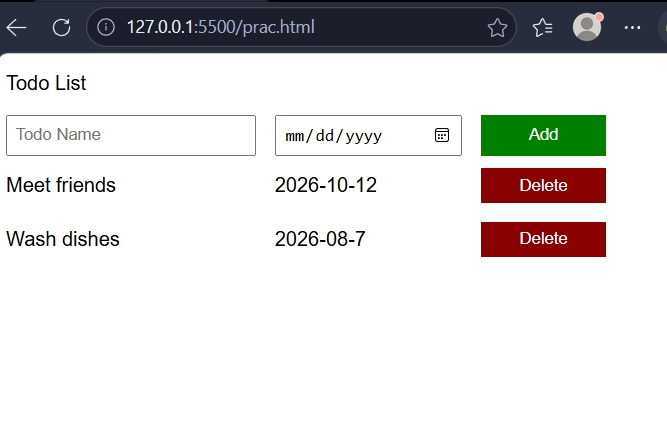 127.0.0.1:5500/prac.html
Todo List
Todo Name mm/dd/yyyy Add
Meet friends 2026-10-12 Delete
Wash dishes 2026-08-7 Delete